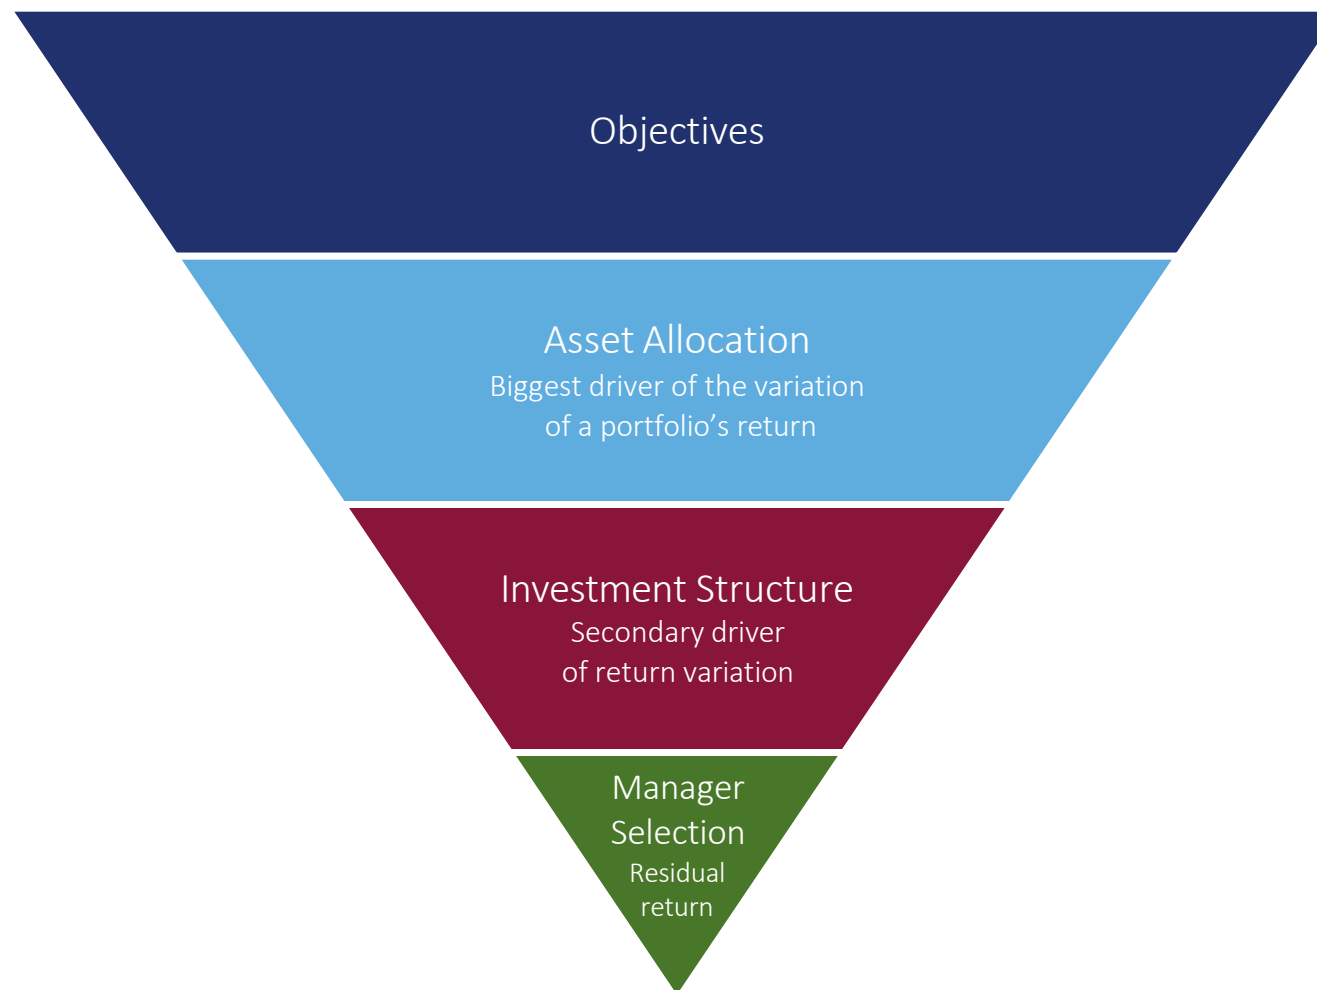 Objectives
Asset Allocation
Biggest driver of the variation
of a portfolio’s return
Investment Structure
Secondary driver
of return variation
Manager
Selection
Residual
return